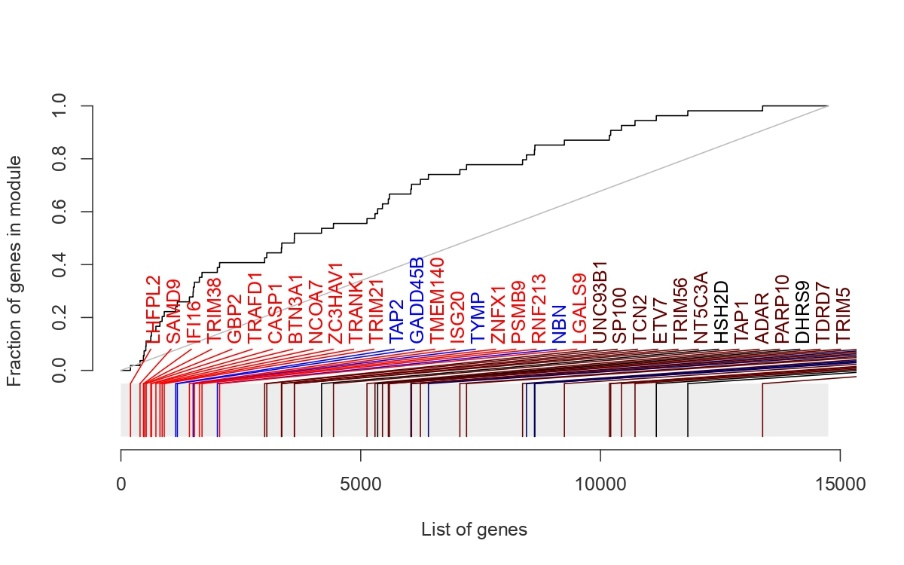 Fraction of genes in module
1.0
0.8
0.6
0.4
0.2
0.0
LHFPL2
SAMD9
IFI16
TRIM38
GBP2
TRAFD1
CASP1
BTN3A1
NCOA7
ZC3HAV1
TRANK1
TRIM21
TAP2
GADD45B
TMEM140
ISG20
TYMP
ZNFX1
PSMB9
RNF213
NBN
LGALS9
UNC93B1
SP100
TCN2
ETV7
TRIM56
NT5C3A
HSH2D
TAP1
ADAR
PARP10
DHRS9
TDRD7
TRIM5
0
5000
10000
15000
List of genes